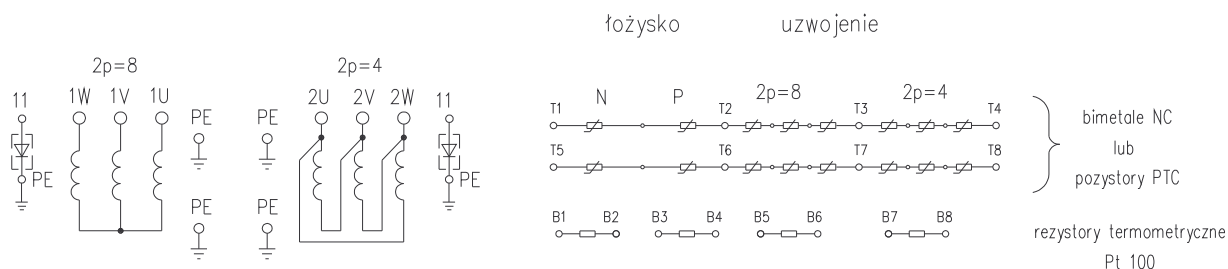 łożysko uzwojenie
2p=8 2p=4
11 1W 1V 1U PE PE 2U 2V 2W 11
N P 2p=8 2p=4
T1 T2 T3 T4
bimetale NC
lub
T5 T6 T7 T8
pozystory PTC
PE PE
PE PE
B1 B2 B3 B4 B5 B6 B7 B8
rezystory termometryczne
Pt 100